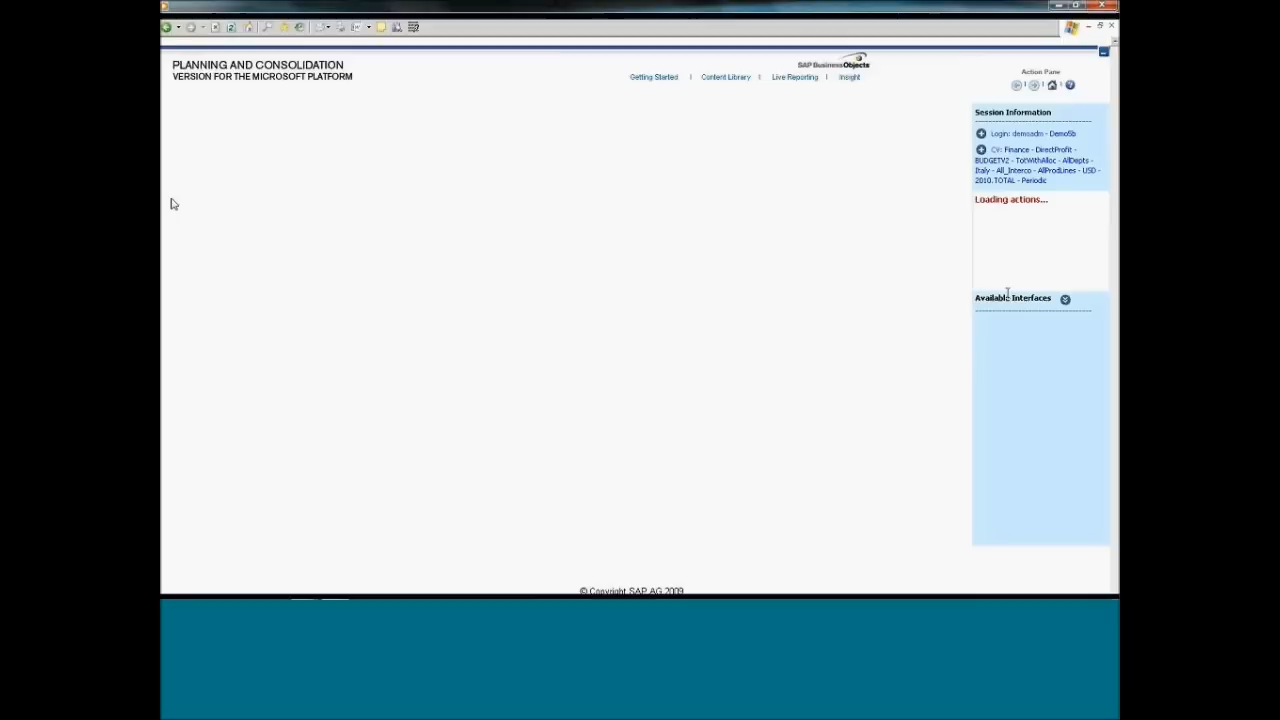 PLANNING AND CONSOLIDATION
VERSION FOR THE MICROSOFT PLATFORM
SAP BusinessObjects
Getting Started | Content Library | Live Reporting | Insight
Action Pane
Session Information
Login: demoadm - DemoSb
CV: Finance - DirectProfit -
BUDGETV2 - TotWithAlloc - AllDepts -
Italy - All_Interco - AllProdLines - USD -
2010.TOTAL - Periodic
Loading actions...
Available Interfaces
© Copyright SAP AG 2009